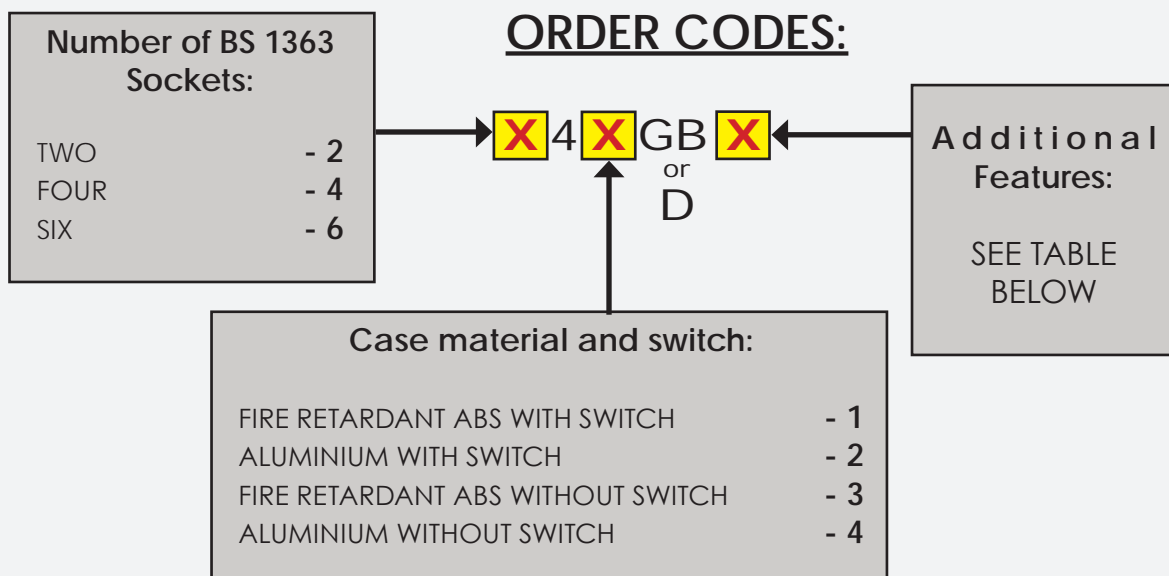 ORDER CODES:
Number of BS 1363
Sockets:
TWO - 2
FOUR - 4
SIX - 6
X 4 X GB X
or
D
Additional
Features:
SEE TABLE
BELOW
Case material and switch:
FIRE RETARDANT ABS WITH SWITCH - 1
ALUMINIUM WITH SWITCH - 2
FIRE RETARDANT ABS WITHOUT SWITCH - 3
ALUMINIUM WITHOUT SWITCH - 4